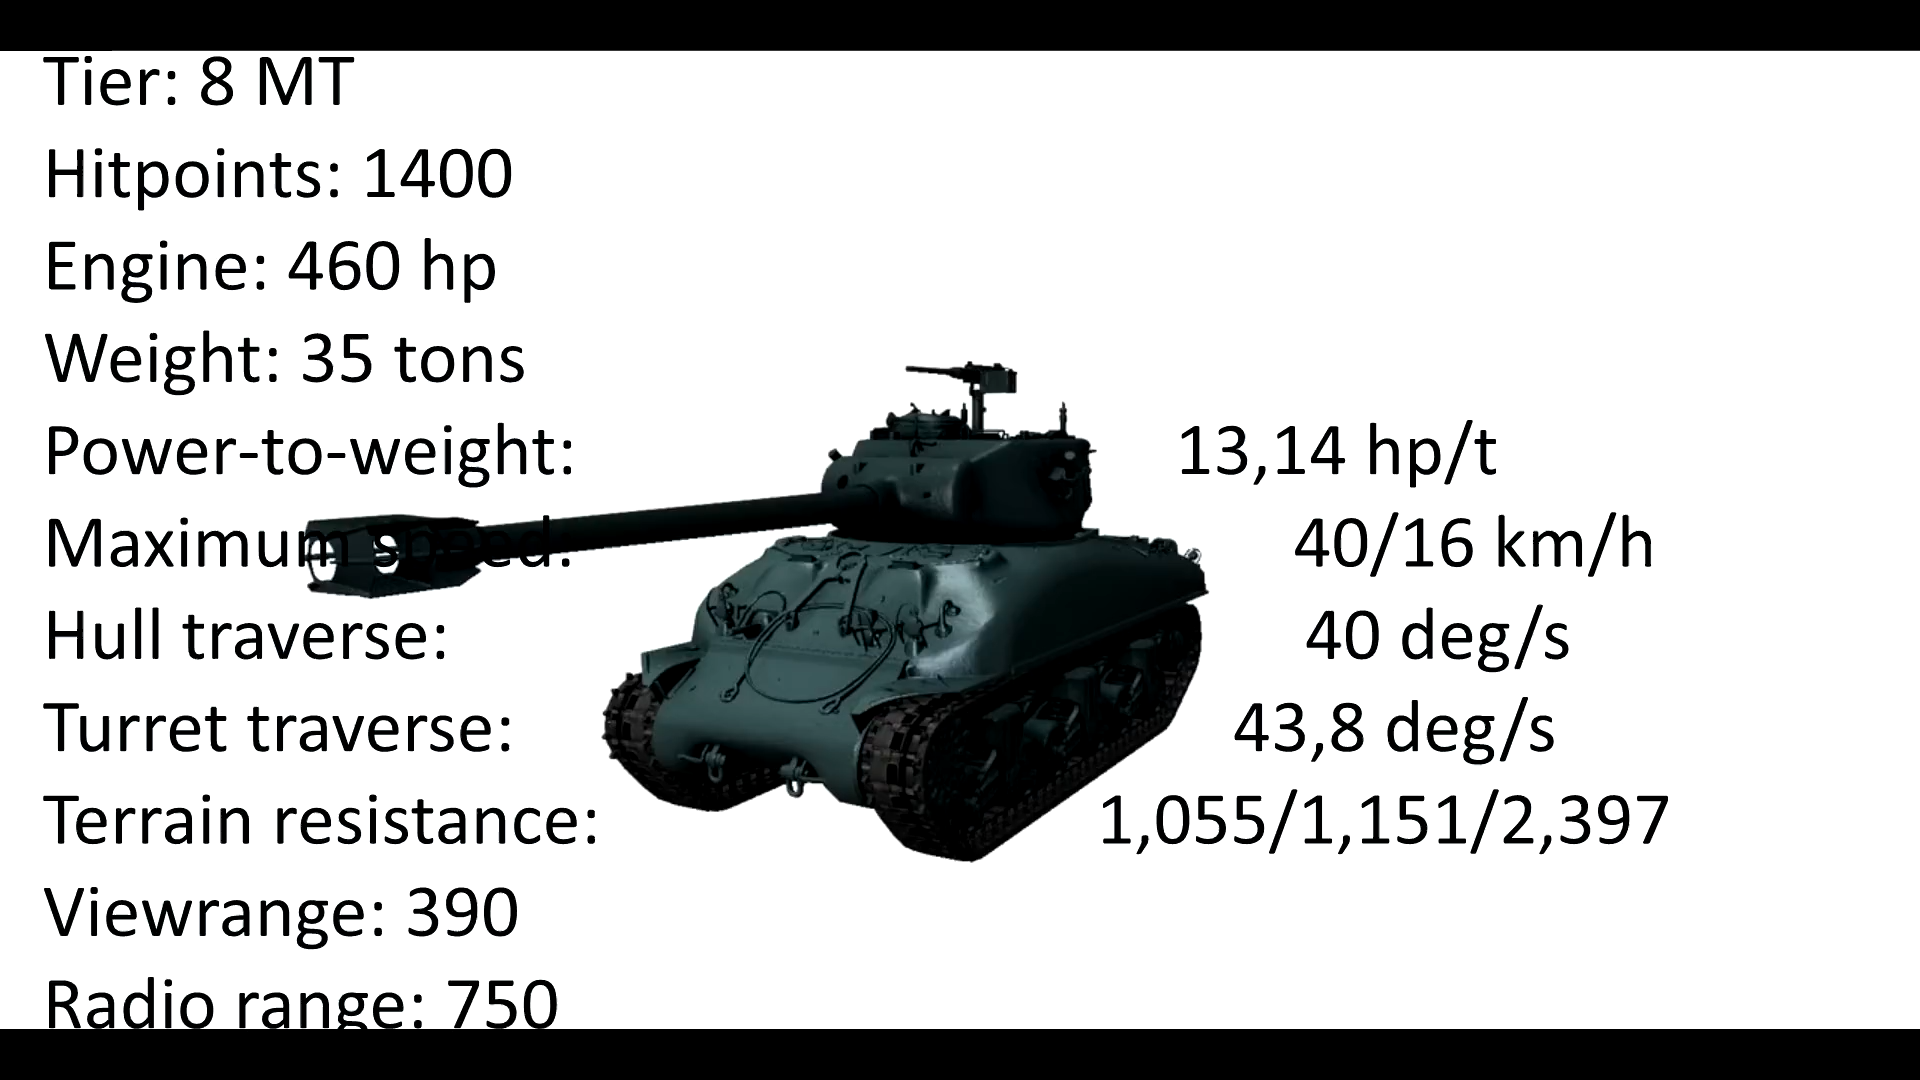 Tier: 8 MT
Hitpoints: 1400
Engine: 460 hp
Weight: 35 tons
Power-to-weight: 13,14 hp/t
Maximum speed: 40/16 km/h
Hull traverse: 40 deg/s
Turret traverse: 43,8 deg/s
Terrain resistance: 1,055/1,151/2,397
Viewrange: 390
Radio range: 750